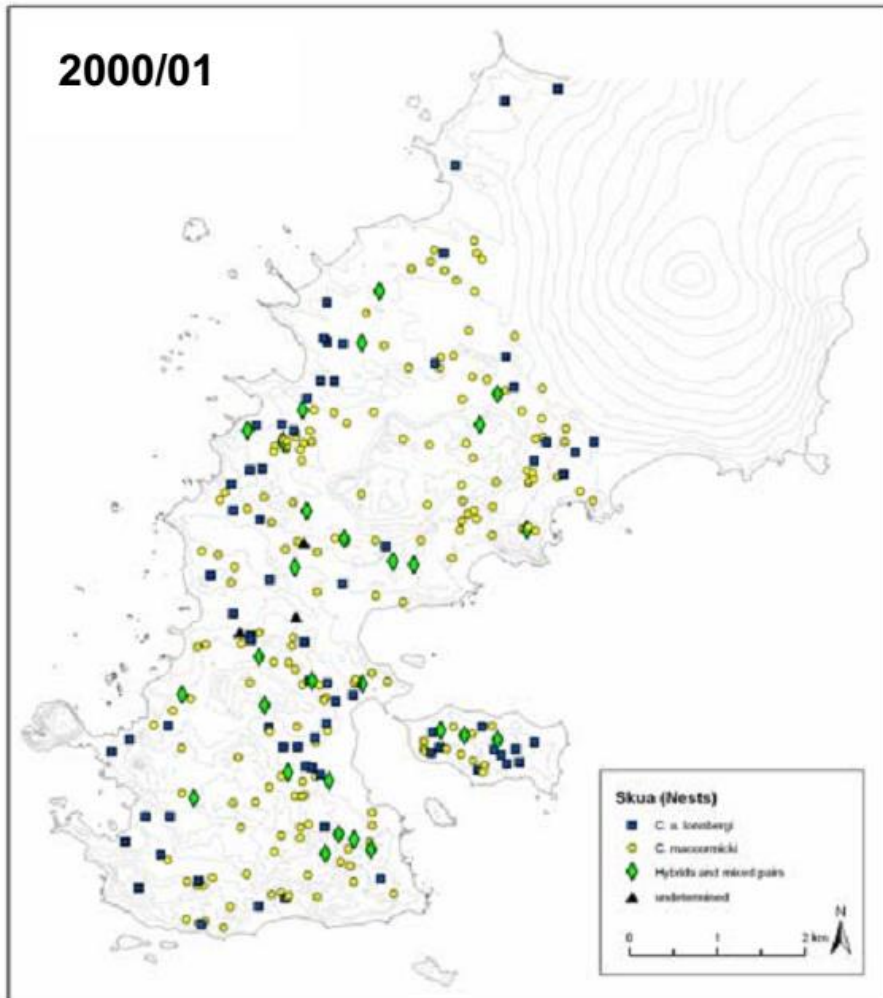 2000/01
Skua (Nests)
C. a. lonnbergi
C. maccormicki
Hybrids and mixed pairs
undetermined
N
0 1 2 km